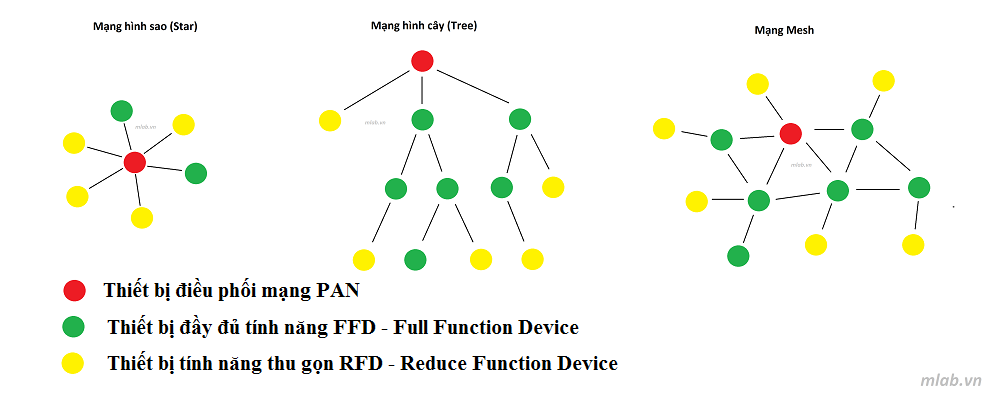 Mạng hình sao (Star)
Mạng hình cây (Tree)
Mạng Mesh
mlab.vn
mlab.vn
mlab.vn
Thiết bị điều phối mạng PAN
Thiết bị đầy đủ tính năng FFD - Full Function Device
Thiết bị tính năng thu gọn RFD - Reduce Function Device
mlab.vn